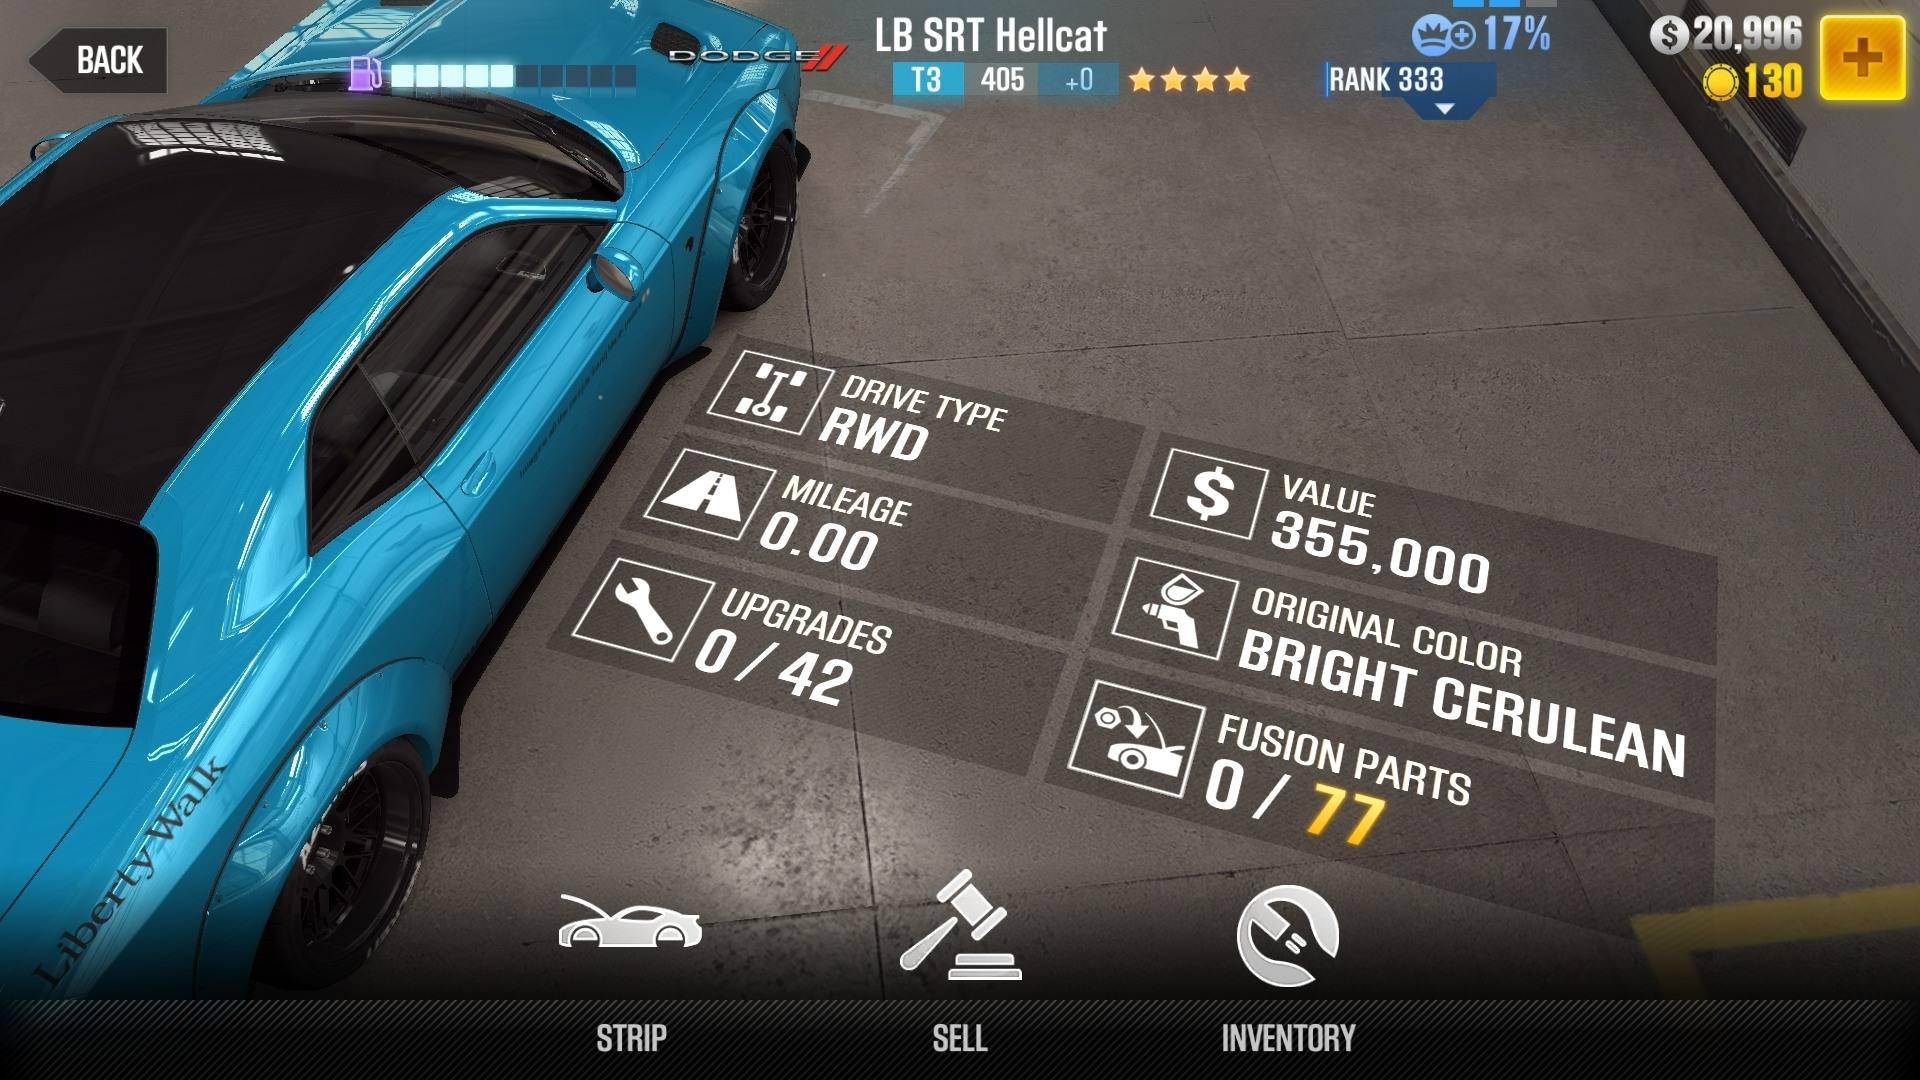 BACK
DODGE
LB SRT Hellcat
T3 405 +0
RANK 333
17%
$20,996
130
DRIVE TYPE
RWD
MILEAGE
0.00
UPGRADES
0 / 42
VALUE
355,000
ORIGINAL COLOR
BRIGHT CERULEAN
FUSION PARTS
0 / 77
Liberty Walk
STRIP
SELL
INVENTORY